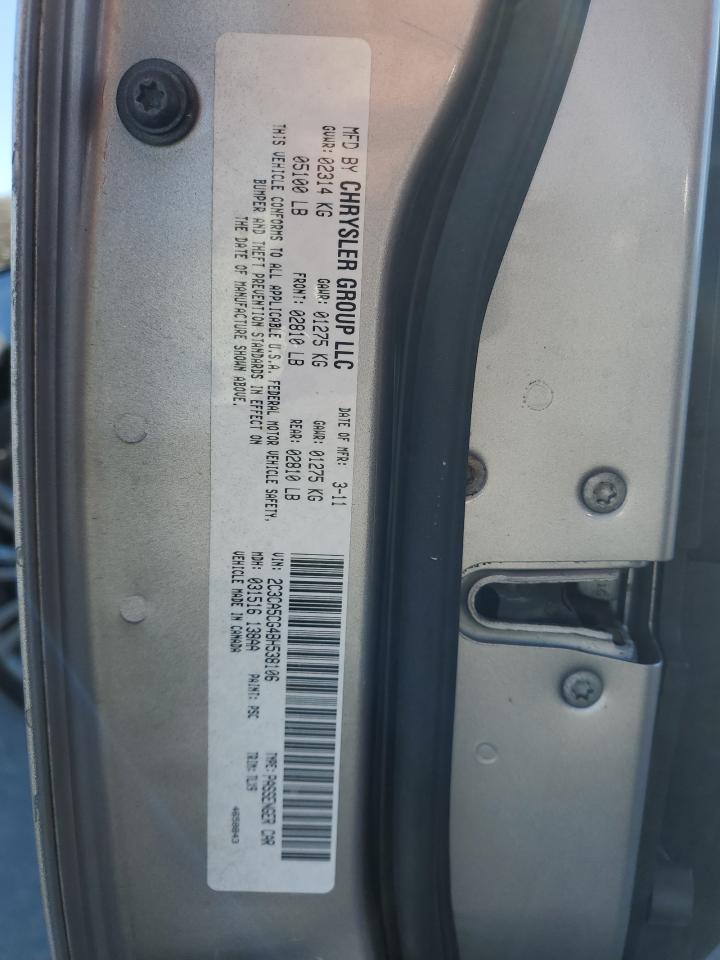 MFD BY CHRYSLER GROUP LLC DATE OF MFR: 3-11
GVWR: 02314 KG GAWR: 01275 KG GAWR: 01275 KG
05100 LB FRONT: 02810 LB REAR: 02810 LB
THIS VEHICLE CONFORMS TO ALL APPLICABLE U.S.A. FEDERAL MOTOR VEHICLE SAFETY,
BUMPER AND THEFT PREVENTION STANDARDS IN EFFECT ON
THE DATE OF MANUFACTURE SHOWN ABOVE.
VIN: 2C3CA5CG4BH538106 TYPE: PASSENGER CAR
MDH: 031516 138AA PAINT: PSC TRIM: TLX9
VEHICLE MADE IN CANADA 4658843